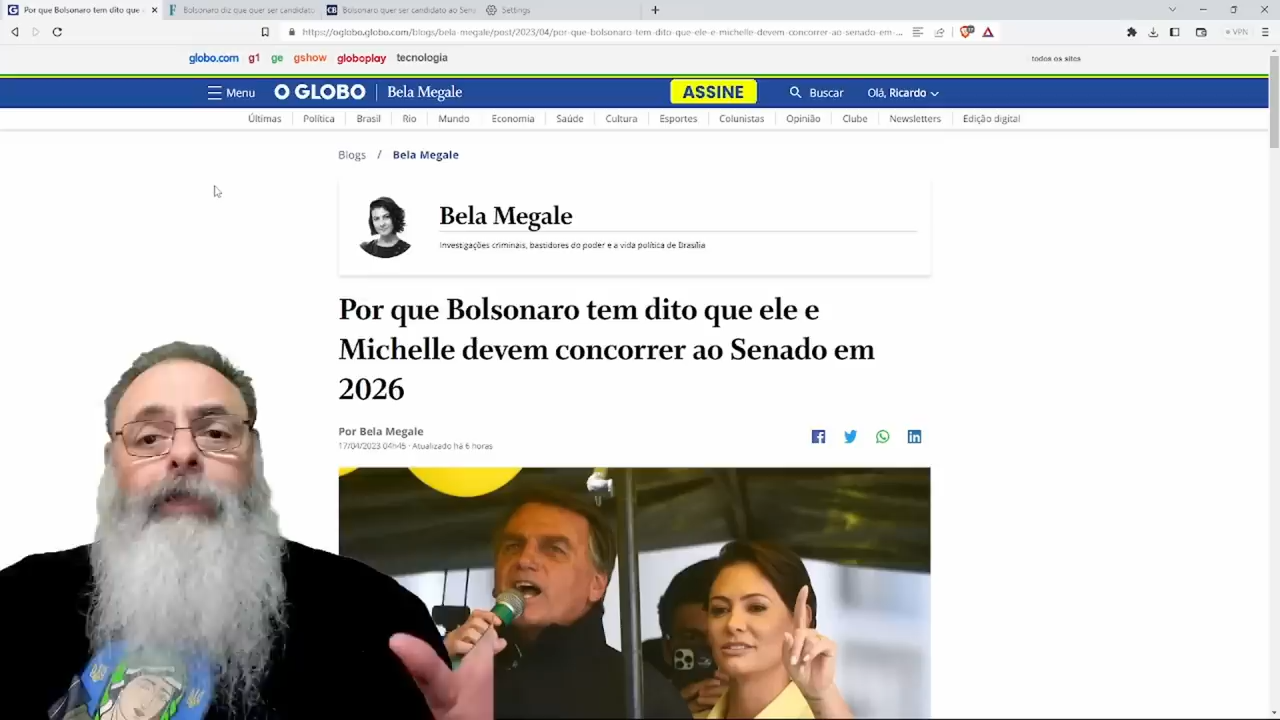 Por que Bolsonaro tem dito que
Bolsonaro diz que quer ser candidato
Bolsonaro quer ser candidato ao Sen
Settings
https://oglobo.globo.com/blogs/bela-megale/post/2023/04/por-que-bolsonaro-tem-dito-que-ele-e-michelle-devem-concorrer-ao-senado-em-...
VPN
globo.com g1 ge gshow globoplay tecnologia
todos os sites
Menu O GLOBO Bela Megale ASSINE Buscar Olá, Ricardo
Últimas Política Brasil Rio Mundo Economia Saúde Cultura Esportes Colunistas Opinião Clube Newsletters Edição digital
Blogs / Bela Megale
Bela Megale
Investigações criminais, bastidores do poder e a vida política de Brasília
Por que Bolsonaro tem dito que ele e
Michelle devem concorrer ao Senado em
2026
Por Bela Megale
17/04/2023 04h45 · Atualizado há 6 horas